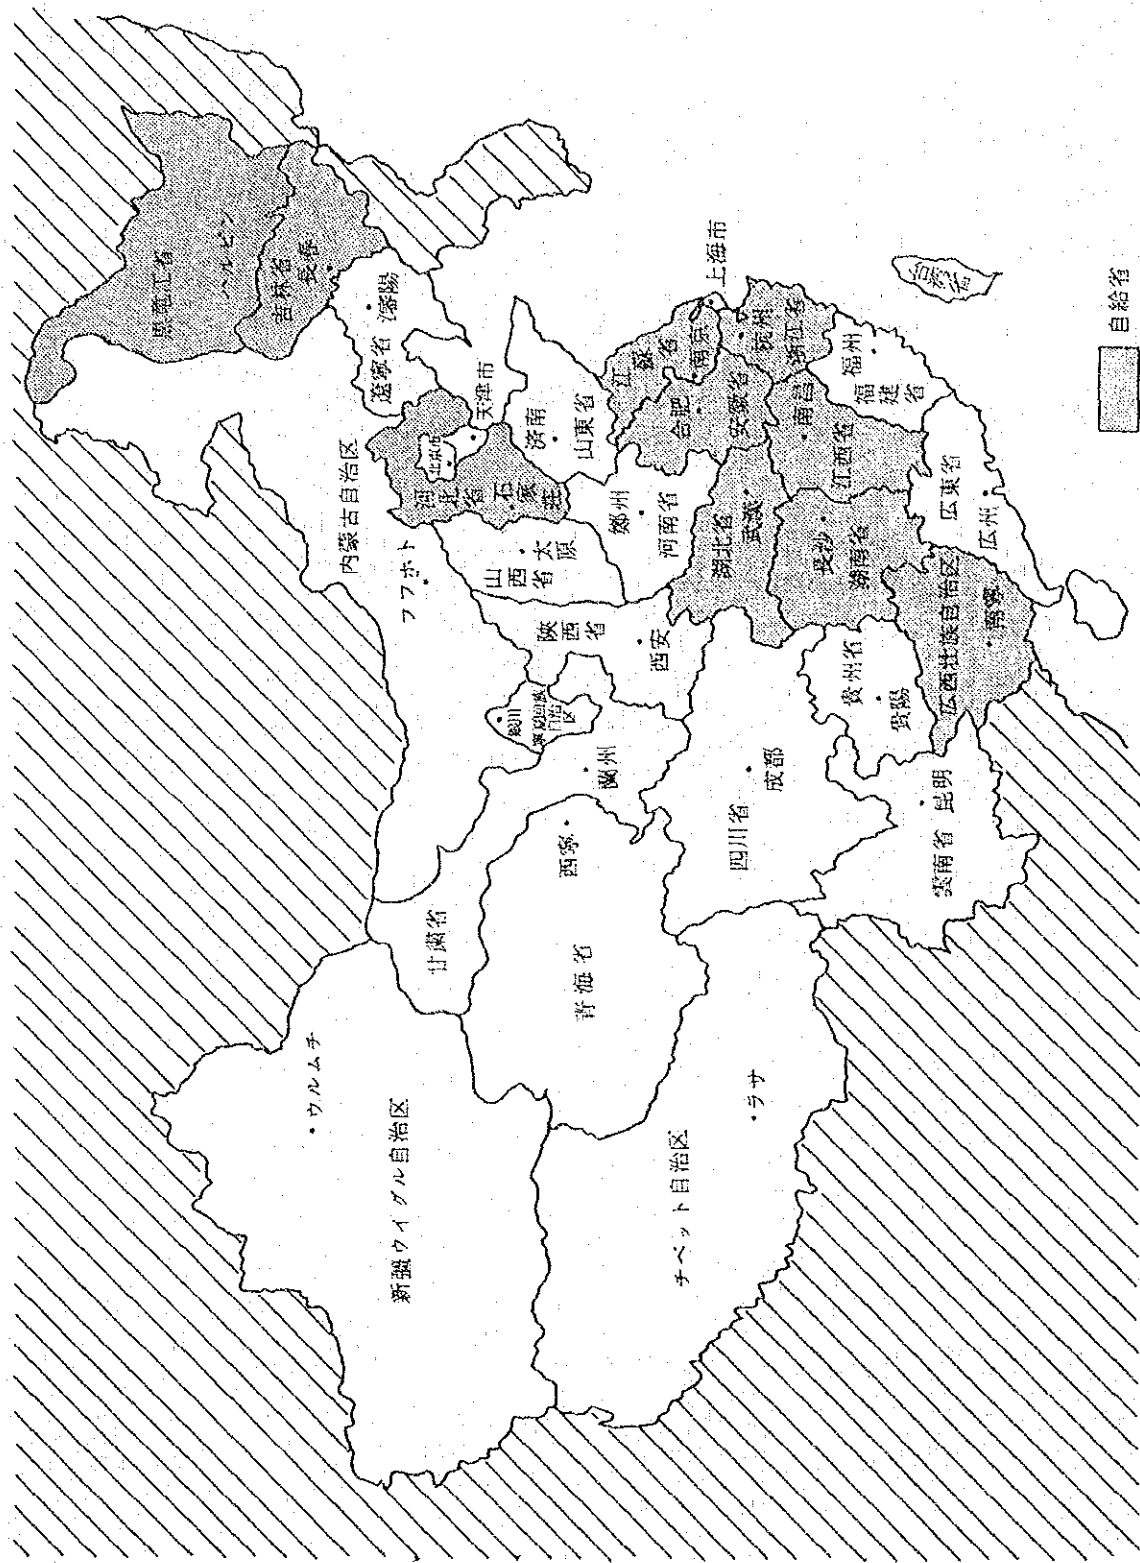 黒竜江省
ハルビン
吉林省
長春
内蒙古自治区
フフホト
遼寧省
瀋陽
河北省
北京市
石家荘
天津市
済南
山東省
山西省
太原
陝西省
西安
銀川
寧夏回族
自治区
蘭州
甘粛省
西寧
青海省
新疆ウイグル自治区
ウルムチ
チベット自治区
ラサ
鄭州
河南省
江蘇省
南京
上海市
合肥
安徽省
杭州
浙江省
湖北省
武漢
南昌
江西省
長沙
湖南省
福州
福建省
四川省
成都
貴州省
貴陽
雲南省
昆明
広西壮族自治区
南寧
広東省
広州
台湾省
自給省